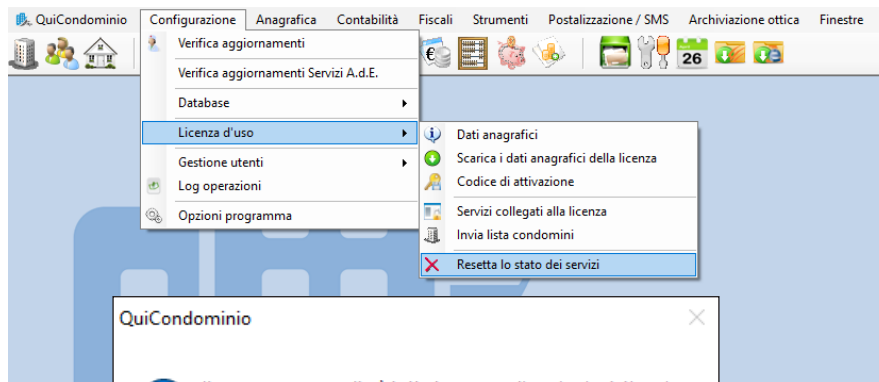 QuiCondominio Configurazione Anagrafica Contabilità Fiscali Strumenti Postalizzazione / SMS Archiviazione ottica Finestre
Verifica aggiornamenti
Verifica aggiornamenti Servizi A.d.E.
Database
Licenza d'uso
Gestione utenti
Log operazioni
Opzioni programma
26
Dati anagrafici
Scarica i dati anagrafici della licenza
Codice di attivazione
Servizi collegati alla licenza
Invia lista condomini
Resetta lo stato dei servizi
QuiCondominio